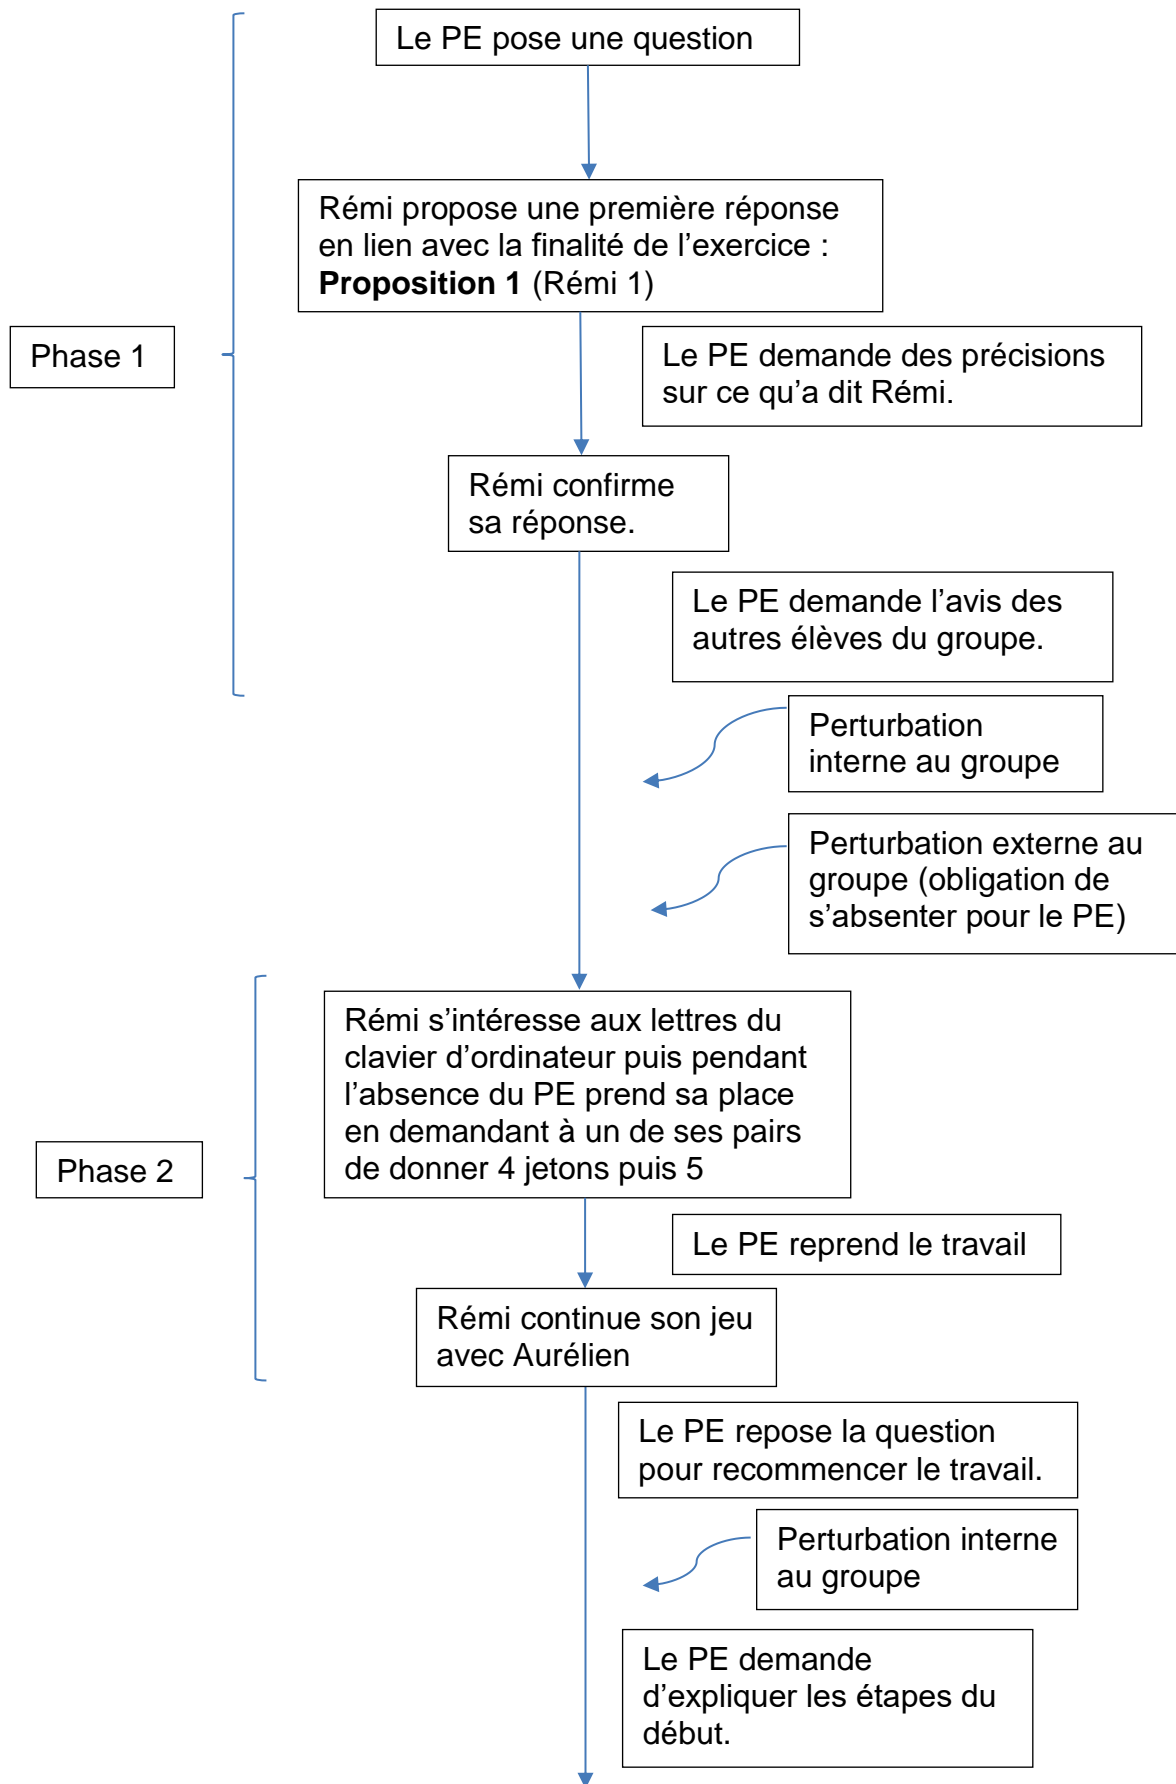 Le PE pose une question
Rémi propose une première réponse
en lien avec la finalité de l’exercice :
Proposition 1 (Rémi 1)
Phase 1
Le PE demande des précisions
sur ce qu’a dit Rémi.
Rémi confirme
sa réponse.
Le PE demande l’avis des
autres élèves du groupe.
Perturbation
interne au groupe
Perturbation externe au
groupe (obligation de
s’absenter pour le PE)
Rémi s’intéresse aux lettres du
clavier d’ordinateur puis pendant
l’absence du PE prend sa place
en demandant à un de ses pairs
de donner 4 jetons puis 5
Phase 2
Le PE reprend le travail
Rémi continue son jeu
avec Aurélien
Le PE repose la question
pour recommencer le travail.
Perturbation interne
au groupe
Le PE demande
d’expliquer les étapes du
début.